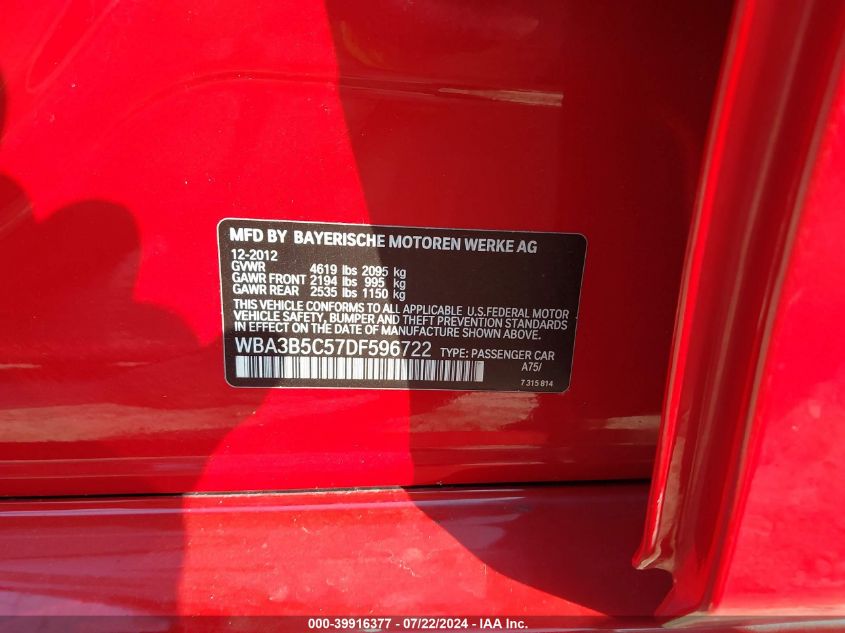 MFD BY BAYERISCHE MOTOREN WERKE AG
12-2012
GVWR 4619 lbs 2095 kg
GAWR FRONT 2194 lbs 995 kg
GAWR REAR 2535 lbs 1150 kg
THIS VEHICLE CONFORMS TO ALL APPLICABLE U.S.FEDERAL MOTOR
VEHICLE SAFETY, BUMPER AND THEFT PREVENTION STANDARDS
IN EFFECT ON THE DATE OF MANUFACTURE SHOWN ABOVE.
WBA3B5C57DF596722 TYPE: PASSENGER CAR
A75/
7 315 814
000-39916377 / 07/22/2024 - IAA Inc.